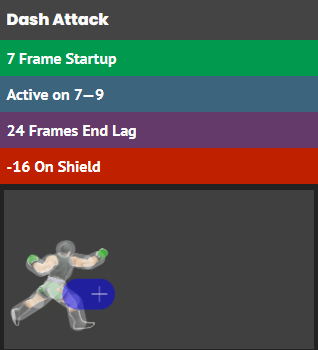 Dash Attack
7 Frame Startup
Active on 7—9
24 Frames End Lag
-16 On Shield